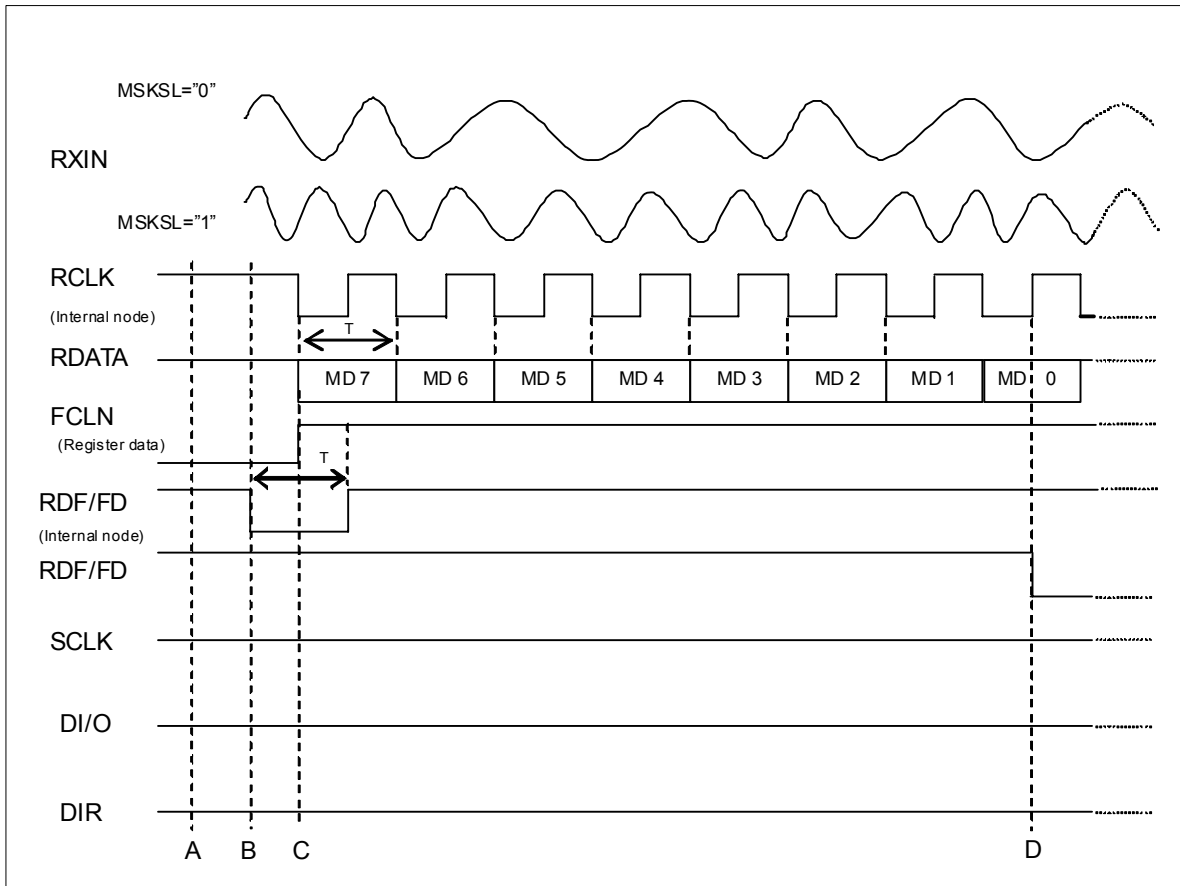 MSKSL="0"
RXIN
MSKSL="1"
RCLK
(Internal node)
T
RDATA
MD 7 MD 6 MD 5 MD 4 MD 3 MD 2 MD 1 MD 0
FCLN
(Register data)
T
RDF/FD
(Internal node)
RDF/FD
SCLK
DI/O
DIR
A B C D